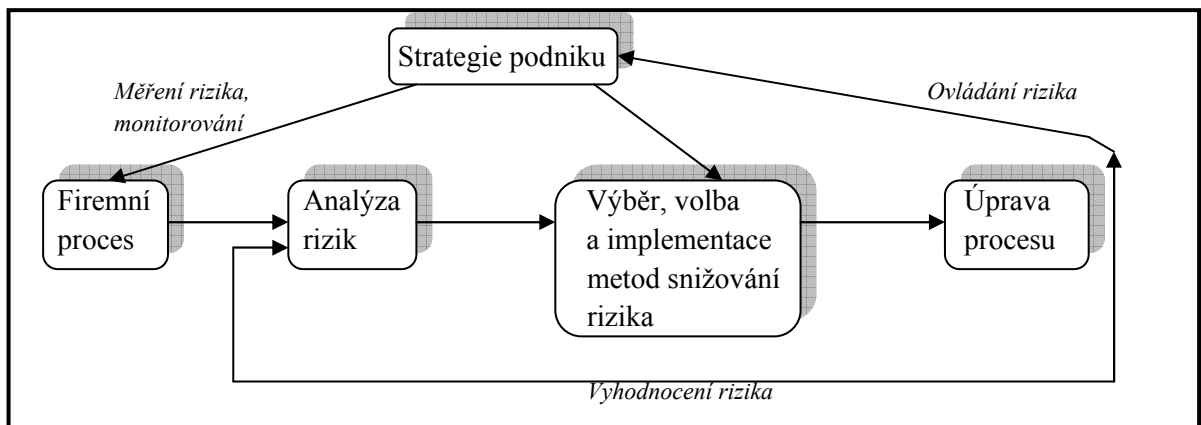 Strategie podniku
Měření rizika,
monitorování
Ovládání rizika
Firemní
proces
Analýza
rizik
Výběr, volba
a implementace
metod snižování
rizika
Úprava
procesu
Vyhodnocení rizika